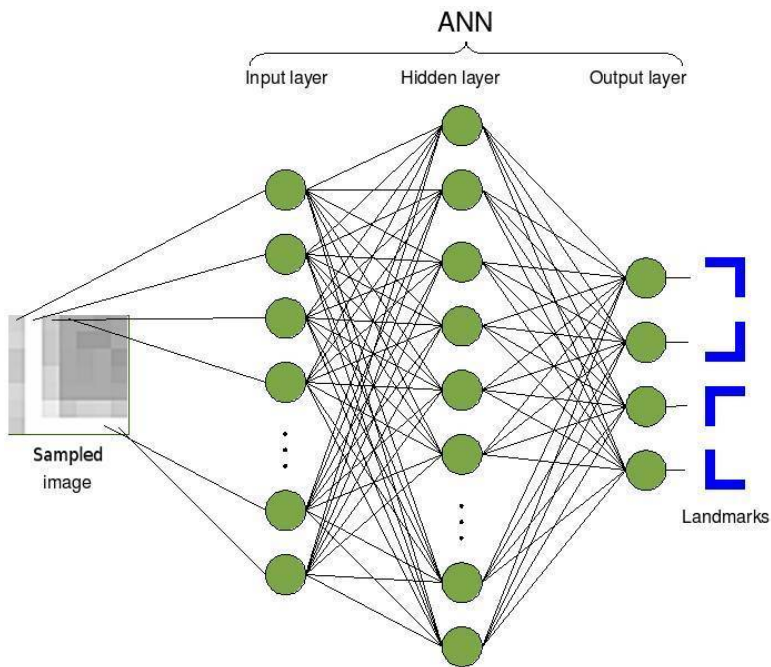 ANN
Input layer
Hidden layer
Output layer
Sampled
image
Landmarks